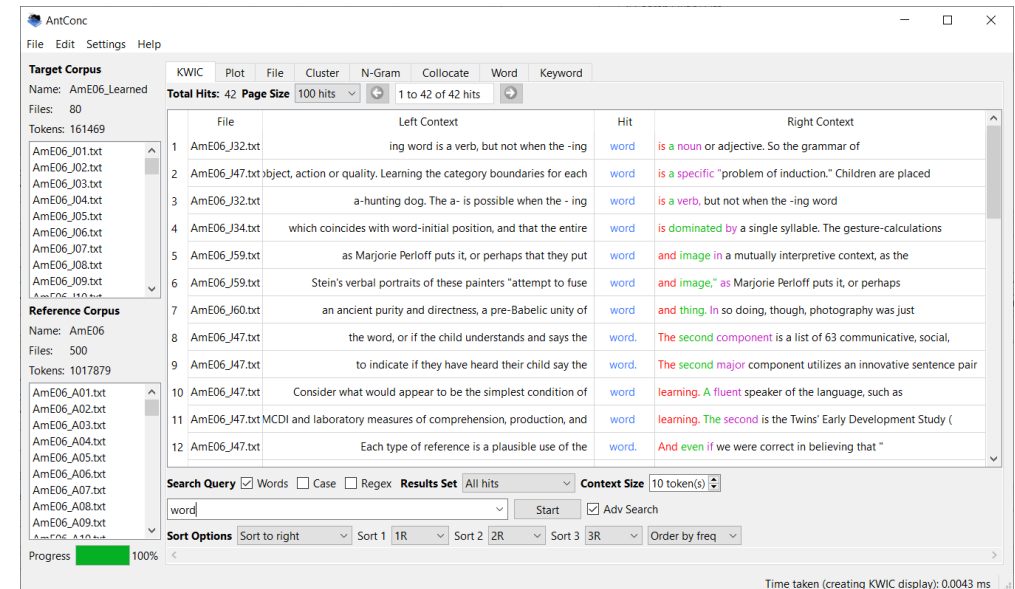 AntConc
File Edit Settings Help
Target Corpus
Name: AmE06_Learned
Files: 80
Tokens: 161469
AmE06_J01.txt
AmE06_J02.txt
AmE06_J03.txt
AmE06_J04.txt
AmE06_J05.txt
AmE06_J06.txt
AmE06_J07.txt
AmE06_J08.txt
AmE06_J09.txt
AmE06_J10.txt
Reference Corpus
Name: AmE06
Files: 500
Tokens: 1017879
AmE06_A01.txt
AmE06_A02.txt
AmE06_A03.txt
AmE06_A04.txt
AmE06_A05.txt
AmE06_A06.txt
AmE06_A07.txt
AmE06_A08.txt
AmE06_A09.txt
AmE06_A10.txt
Progress 100%
KWIC Plot File Cluster N-Gram Collocate Word Keyword
Total Hits: 42 Page Size 100 hits 1 to 42 of 42 hits
File Left Context Hit Right Context
1 AmE06_J32.txt ing word is a verb, but not when the -ing word is a noun or adjective. So the grammar of
2 AmE06_J47.txt object, action or quality. Learning the category boundaries for each word is a specific "problem of induction." Children are placed
3 AmE06_J32.txt a-hunting dog. The a- is possible when the - ing word is a verb, but not when the -ing word
4 AmE06_J34.txt which coincides with word-initial position, and that the entire word is dominated by a single syllable. The gesture-calculations
5 AmE06_J59.txt as Marjorie Perloff puts it, or perhaps that they put word and image in a mutually interpretive context, as the
6 AmE06_J59.txt Stein's verbal portraits of these painters "attempt to fuse word and image," as Marjorie Perloff puts it, or perhaps
7 AmE06_J60.txt an ancient purity and directness, a pre-Babelic unity of word and thing. In so doing, though, photography was just
8 AmE06_J47.txt the word, or if the child understands and says the word. The second component is a list of 63 communicative, social,
9 AmE06_J47.txt to indicate if they have heard their child say the word. The second major component utilizes an innovative sentence pair
10 AmE06_J47.txt Consider what would appear to be the simplest condition of word learning. A fluent speaker of the language, such as
11 AmE06_J47.txt MCDI and laboratory measures of comprehension, production, and word learning. The second is the Twins' Early Development Study (
12 AmE06_J47.txt Each type of reference is a plausible use of the word. And even if we were correct in believing that "
Search Query Words Case Regex Results Set All hits Context Size 10 token(s)
word Start Adv Search
Sort Options Sort to right Sort 1 1R Sort 2 2R Sort 3 3R Order by freq
Time taken (creating KWIC display): 0.0043 ms